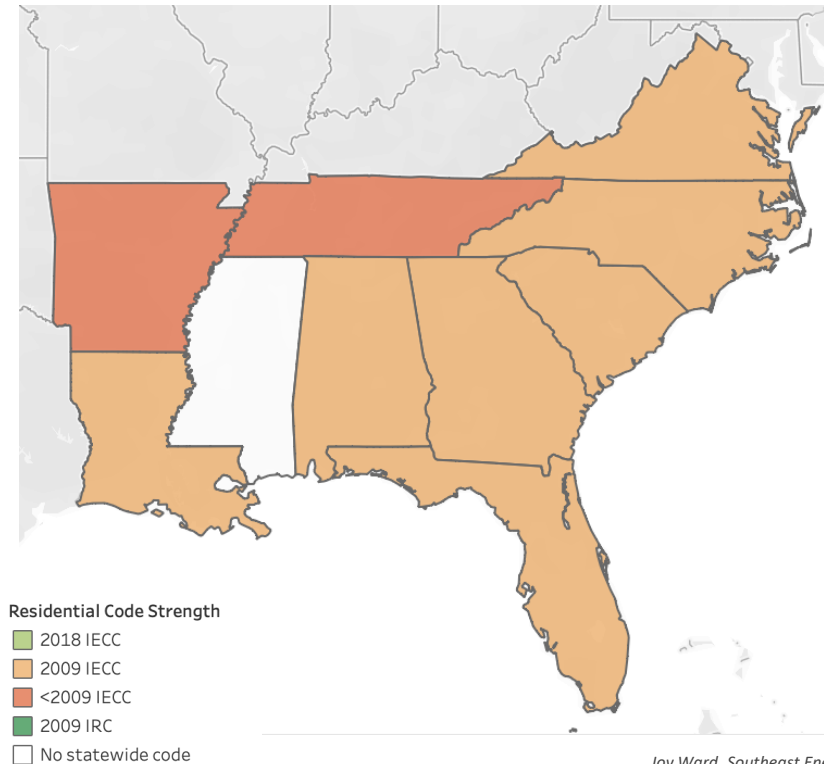 Residential Code Strength
2018 IECC
2009 IECC
<2009 IECC
2009 IRC
No statewide code
Joy Ward, Southeast